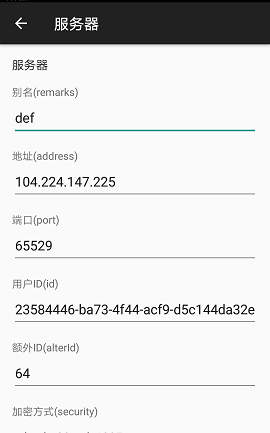 服务器
服务器
别名(remarks)
def
地址(address)
104.224.147.225
端口(port)
65529
用户ID(id)
23584446-ba73-4f44-acf9-d5c144da32e
额外ID(alterId)
64
加密方式(security)